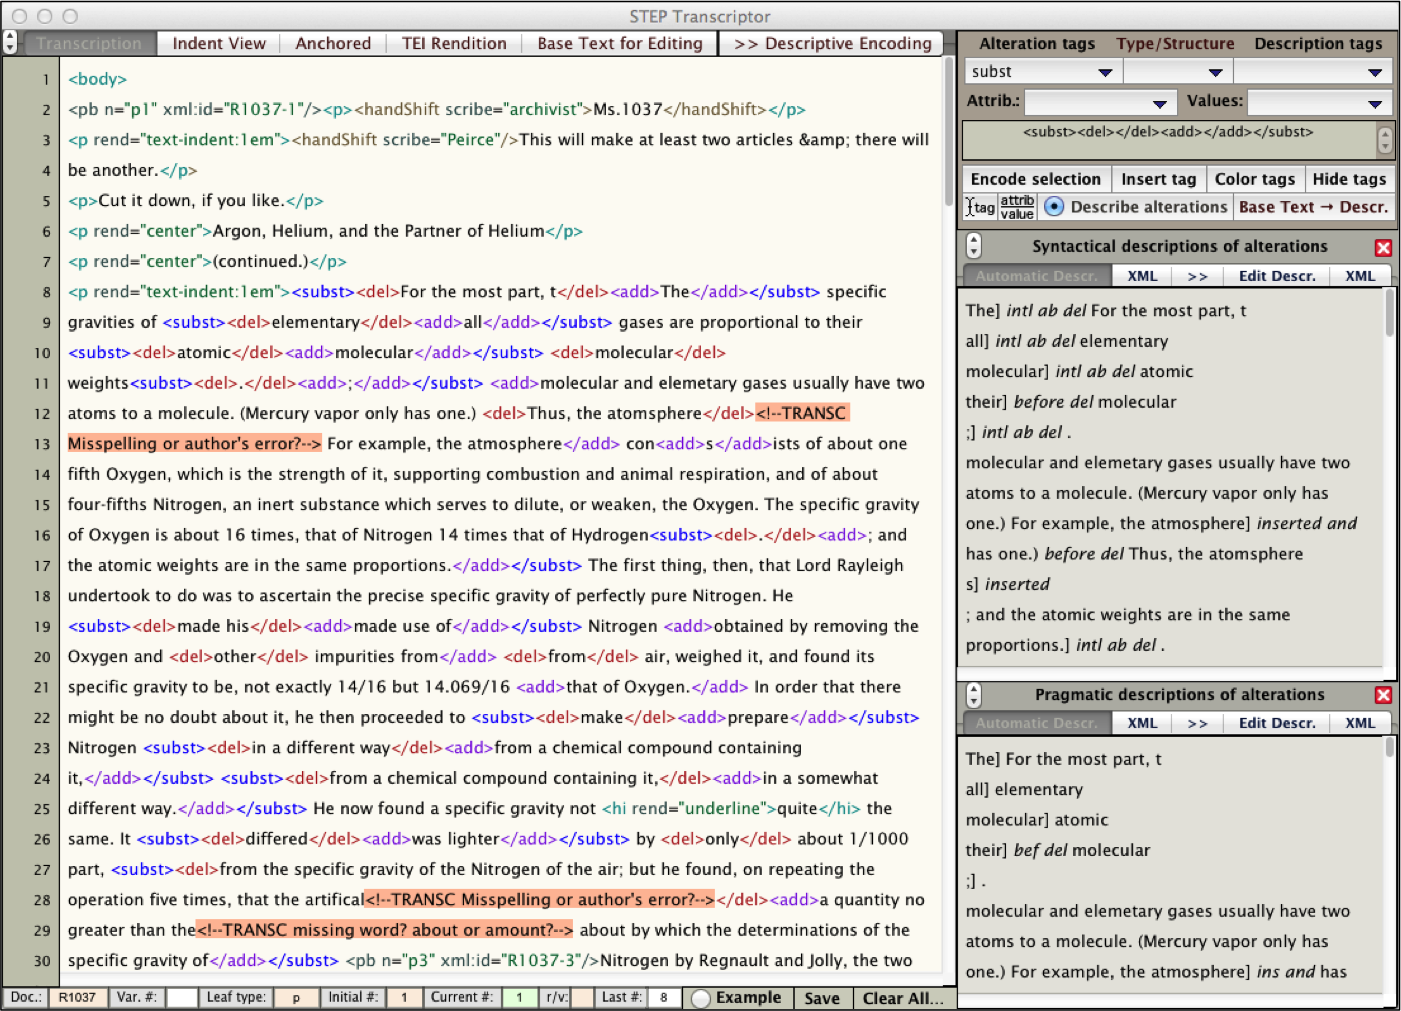 STEP Transcriptor
Transcription Indent View Anchored TEI Rendition Base Text for Editing >> Descriptive Encoding
1 <body>
2 <pb n="p1" xml:id="R1037-1"/><p><handShift scribe="archivist">Ms.1037</handShift></p>
3 <p rend="text-indent:1em"><handShift scribe="Peirce"/>This will make at least two articles &amp; there will
4 be another.</p>
5 <p>Cut it down, if you like.</p>
6 <p rend="center">Argon, Helium, and the Partner of Helium</p>
7 <p rend="center">(continued.)</p>
8 <p rend="text-indent:1em"><subst><del>For the most part, t</del><add>The</add></subst> specific
9 gravities of <subst><del>elementary</del><add>all</add></subst> gases are proportional to their
10 <subst><del>atomic</del><add>molecular</add></subst> <del>molecular</del>
11 weights<subst><del>.</del><add>;</add></subst> <add>molecular and elemetary gases usually have two
12 atoms to a molecule. (Mercury vapor only has one.) <del>Thus, the atomsphere</del><!--TRANSC
13 Misspelling or author's error?--> For example, the atmosphere</add> con<add>s</add>ists of about one
14 fifth Oxygen, which is the strength of it, supporting combustion and animal respiration, and of about
15 four-fifths Nitrogen, an inert substance which serves to dilute, or weaken, the Oxygen. The specific gravity
16 of Oxygen is about 16 times, that of Nitrogen 14 times that of Hydrogen<subst><del>.</del><add>; and
17 the atomic weights are in the same proportions.</add></subst> The first thing, then, that Lord Rayleigh
18 undertook to do was to ascertain the precise specific gravity of perfectly pure Nitrogen. He
19 <subst><del>made his</del><add>made use of</add></subst> Nitrogen <add>obtained by removing the
20 Oxygen and <del>other</del> impurities from</add> <del>from</del> air, weighed it, and found its
21 specific gravity to be, not exactly 14/16 but 14.069/16 <add>that of Oxygen.</add> In order that there
22 might be no doubt about it, he then proceeded to <subst><del>make</del><add>prepare</add></subst>
23 Nitrogen <subst><del>in a different way</del><add>from a chemical compound containing
24 it,</add></subst> <subst><del>from a chemical compound containing it,</del><add>in a somewhat
25 different way.</add></subst> He now found a specific gravity not <hi rend="underline">quite</hi> the
26 same. It <subst><del>differed</del><add>was lighter</add></subst> by <del>only</del> about 1/1000
27 part, <subst><del>from the specific gravity of the Nitrogen of the air; but he found, on repeating the
28 operation five times, that the artifical<!--TRANSC Misspelling or author's error?--></del><add>a quantity no
29 greater than the<!--TRANSC missing word? about or amount?--> about by which the determinations of the
30 specific gravity of</add></subst> <pb n="p3" xml:id="R1037-3"/>Nitrogen by Regnault and Jolly, the two
Doc.: R1037 Var. #: Leaf type: p Initial #: 1 Current #: 1 r/v: Last #: 8 Example Save Clear All...
Alteration tags Type/Structure Description tags
subst
Attrib.: Values:
<subst><del></del><add></add></subst>
Encode selection Insert tag Color tags Hide tags
tag attrib value Describe alterations Base Text → Descr.
Syntactical descriptions of alterations
Automatic Descr. XML >> Edit Descr. XML
The] intl ab del For the most part, t
all] intl ab del elementary
molecular] intl ab del atomic
their] before del molecular
;] intl ab del .
molecular and elemetary gases usually have two
atoms to a molecule. (Mercury vapor only has
one.) For example, the atmosphere] inserted and
has one.) before del Thus, the atomsphere
s] inserted
; and the atomic weights are in the same
proportions.] intl ab del .
Pragmatic descriptions of alterations
Automatic Descr. XML >> Edit Descr. XML
The] For the most part, t
all] elementary
molecular] atomic
their] bef del molecular
;] .
molecular and elemetary gases usually have two
atoms to a molecule. (Mercury vapor only has
one.) For example, the atmosphere] ins and has